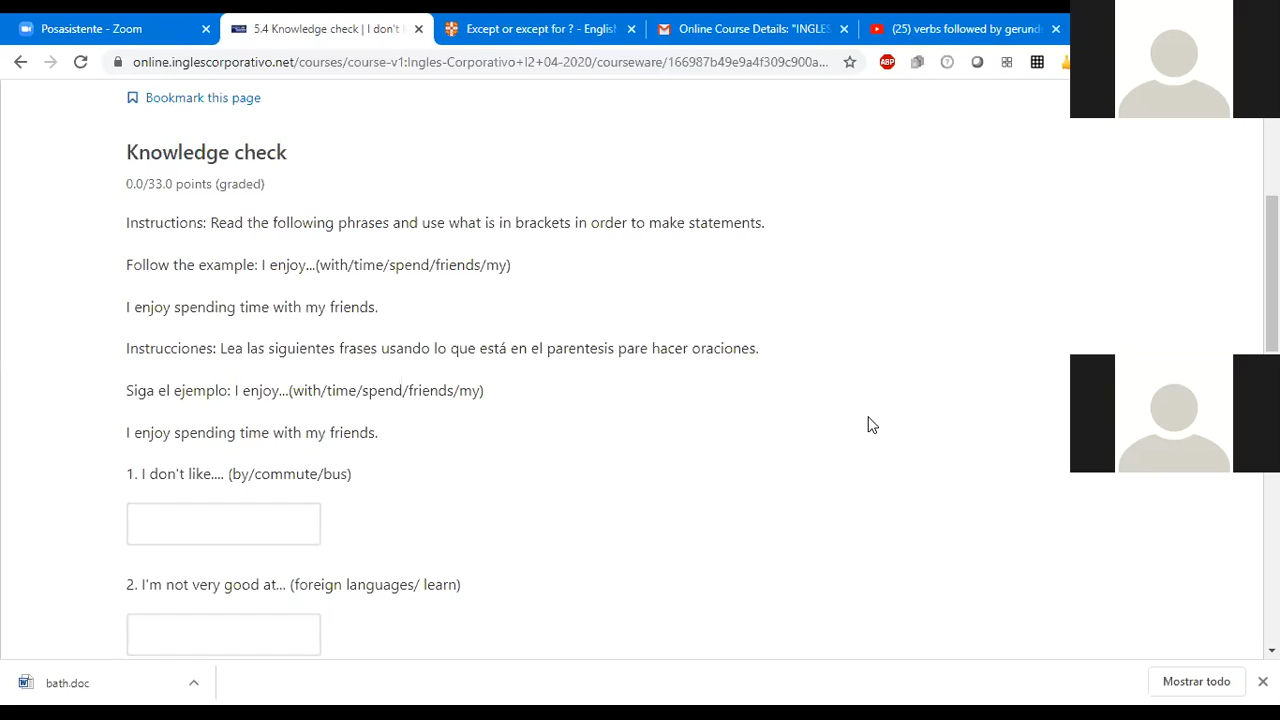 Posasistente - Zoom
5.4 Knowledge check | I don't l
Except or except for ? - Englis
Online Course Details: "INGLES
(25) verbs followed by gerund
online.inglescorporativo.net/courses/course-v1:Ingles-Corporativo+I2+04-2020/courseware/166987b49e9a4f309c900a...
ABP
Bookmark this page
Knowledge check
0.0/33.0 points (graded)
Instructions: Read the following phrases and use what is in brackets in order to make statements.
Follow the example: I enjoy...(with/time/spend/friends/my)
I enjoy spending time with my friends.
Instrucciones: Lea las siguientes frases usando lo que está en el parentesis pare hacer oraciones.
Siga el ejemplo: I enjoy...(with/time/spend/friends/my)
I enjoy spending time with my friends.
1. I don't like.... (by/commute/bus)
2. I'm not very good at... (foreign languages/ learn)
bath.doc
Mostrar todo